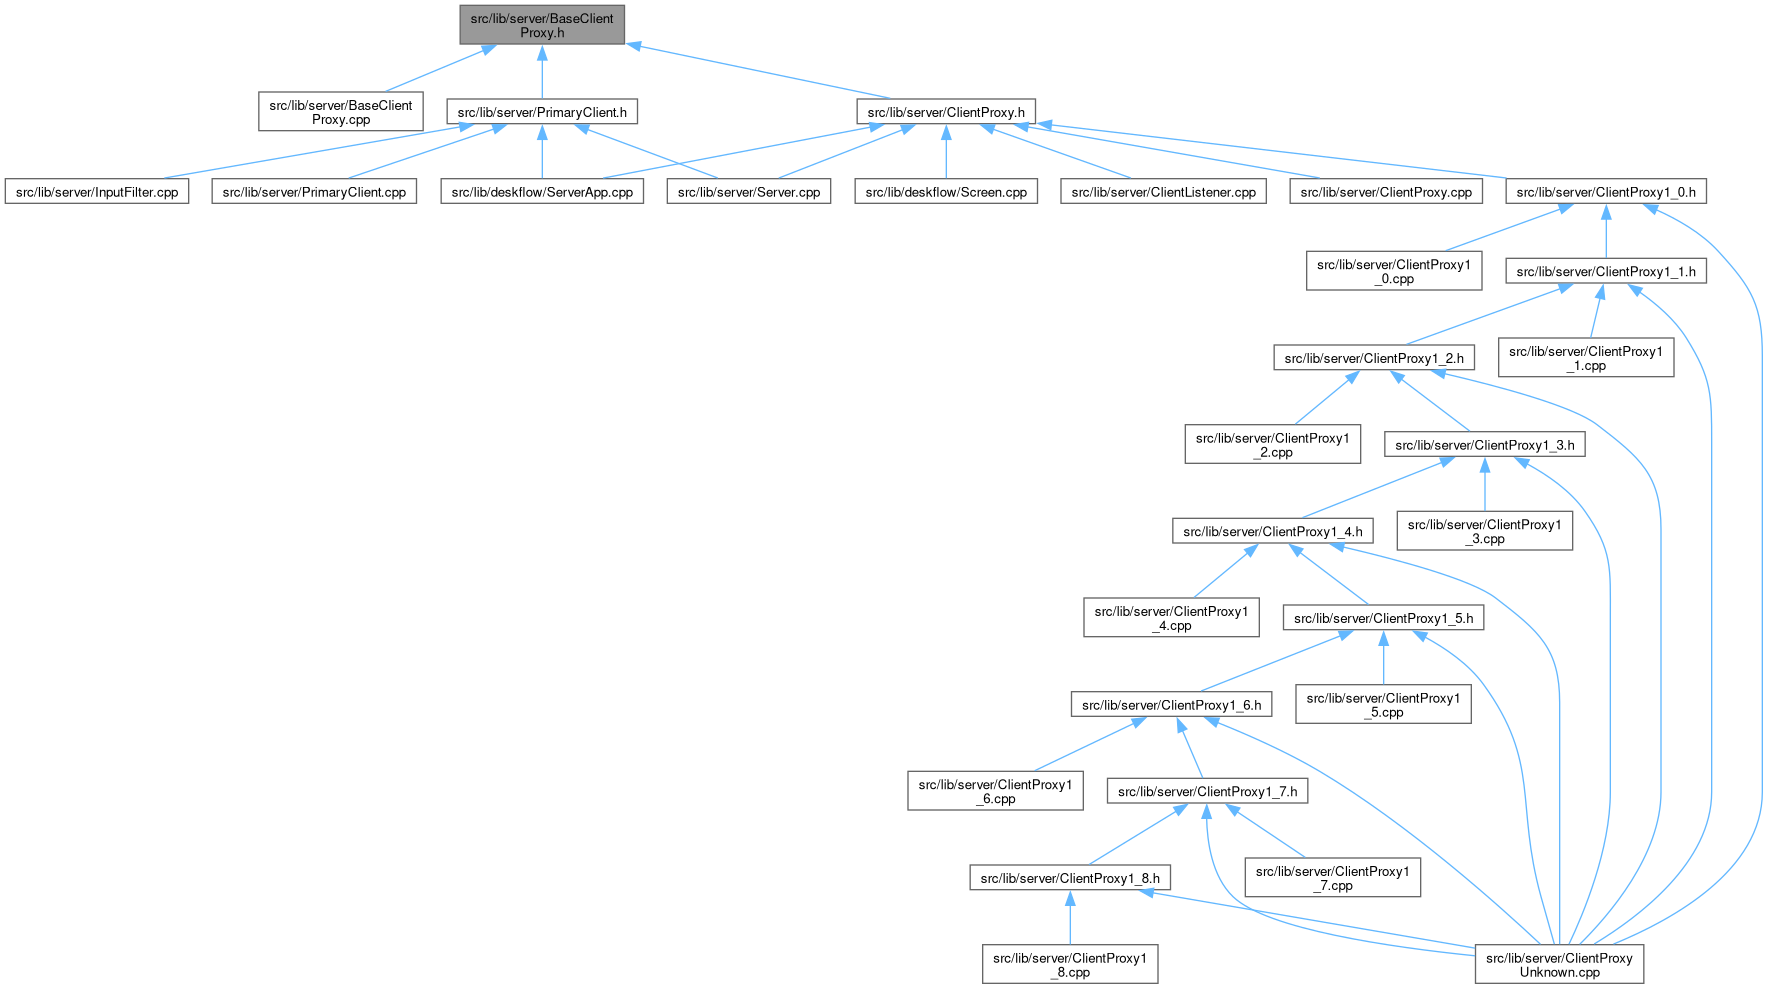 src/lib/server/BaseClient
Proxy.h
src/lib/server/BaseClient
Proxy.cpp
src/lib/server/PrimaryClient.h
src/lib/server/ClientProxy.h
src/lib/server/InputFilter.cpp
src/lib/server/PrimaryClient.cpp
src/lib/deskflow/ServerApp.cpp
src/lib/server/Server.cpp
src/lib/deskflow/Screen.cpp
src/lib/server/ClientListener.cpp
src/lib/server/ClientProxy.cpp
src/lib/server/ClientProxy1_0.h
src/lib/server/ClientProxy1
_0.cpp
src/lib/server/ClientProxy1_1.h
src/lib/server/ClientProxy1_2.h
src/lib/server/ClientProxy1
_1.cpp
src/lib/server/ClientProxy1
_2.cpp
src/lib/server/ClientProxy1_3.h
src/lib/server/ClientProxy1_4.h
src/lib/server/ClientProxy1
_3.cpp
src/lib/server/ClientProxy1
_4.cpp
src/lib/server/ClientProxy1_5.h
src/lib/server/ClientProxy1_6.h
src/lib/server/ClientProxy1
_5.cpp
src/lib/server/ClientProxy1
_6.cpp
src/lib/server/ClientProxy1_7.h
src/lib/server/ClientProxy1_8.h
src/lib/server/ClientProxy1
_7.cpp
src/lib/server/ClientProxy1
_8.cpp
src/lib/server/ClientProxy
Unknown.cpp